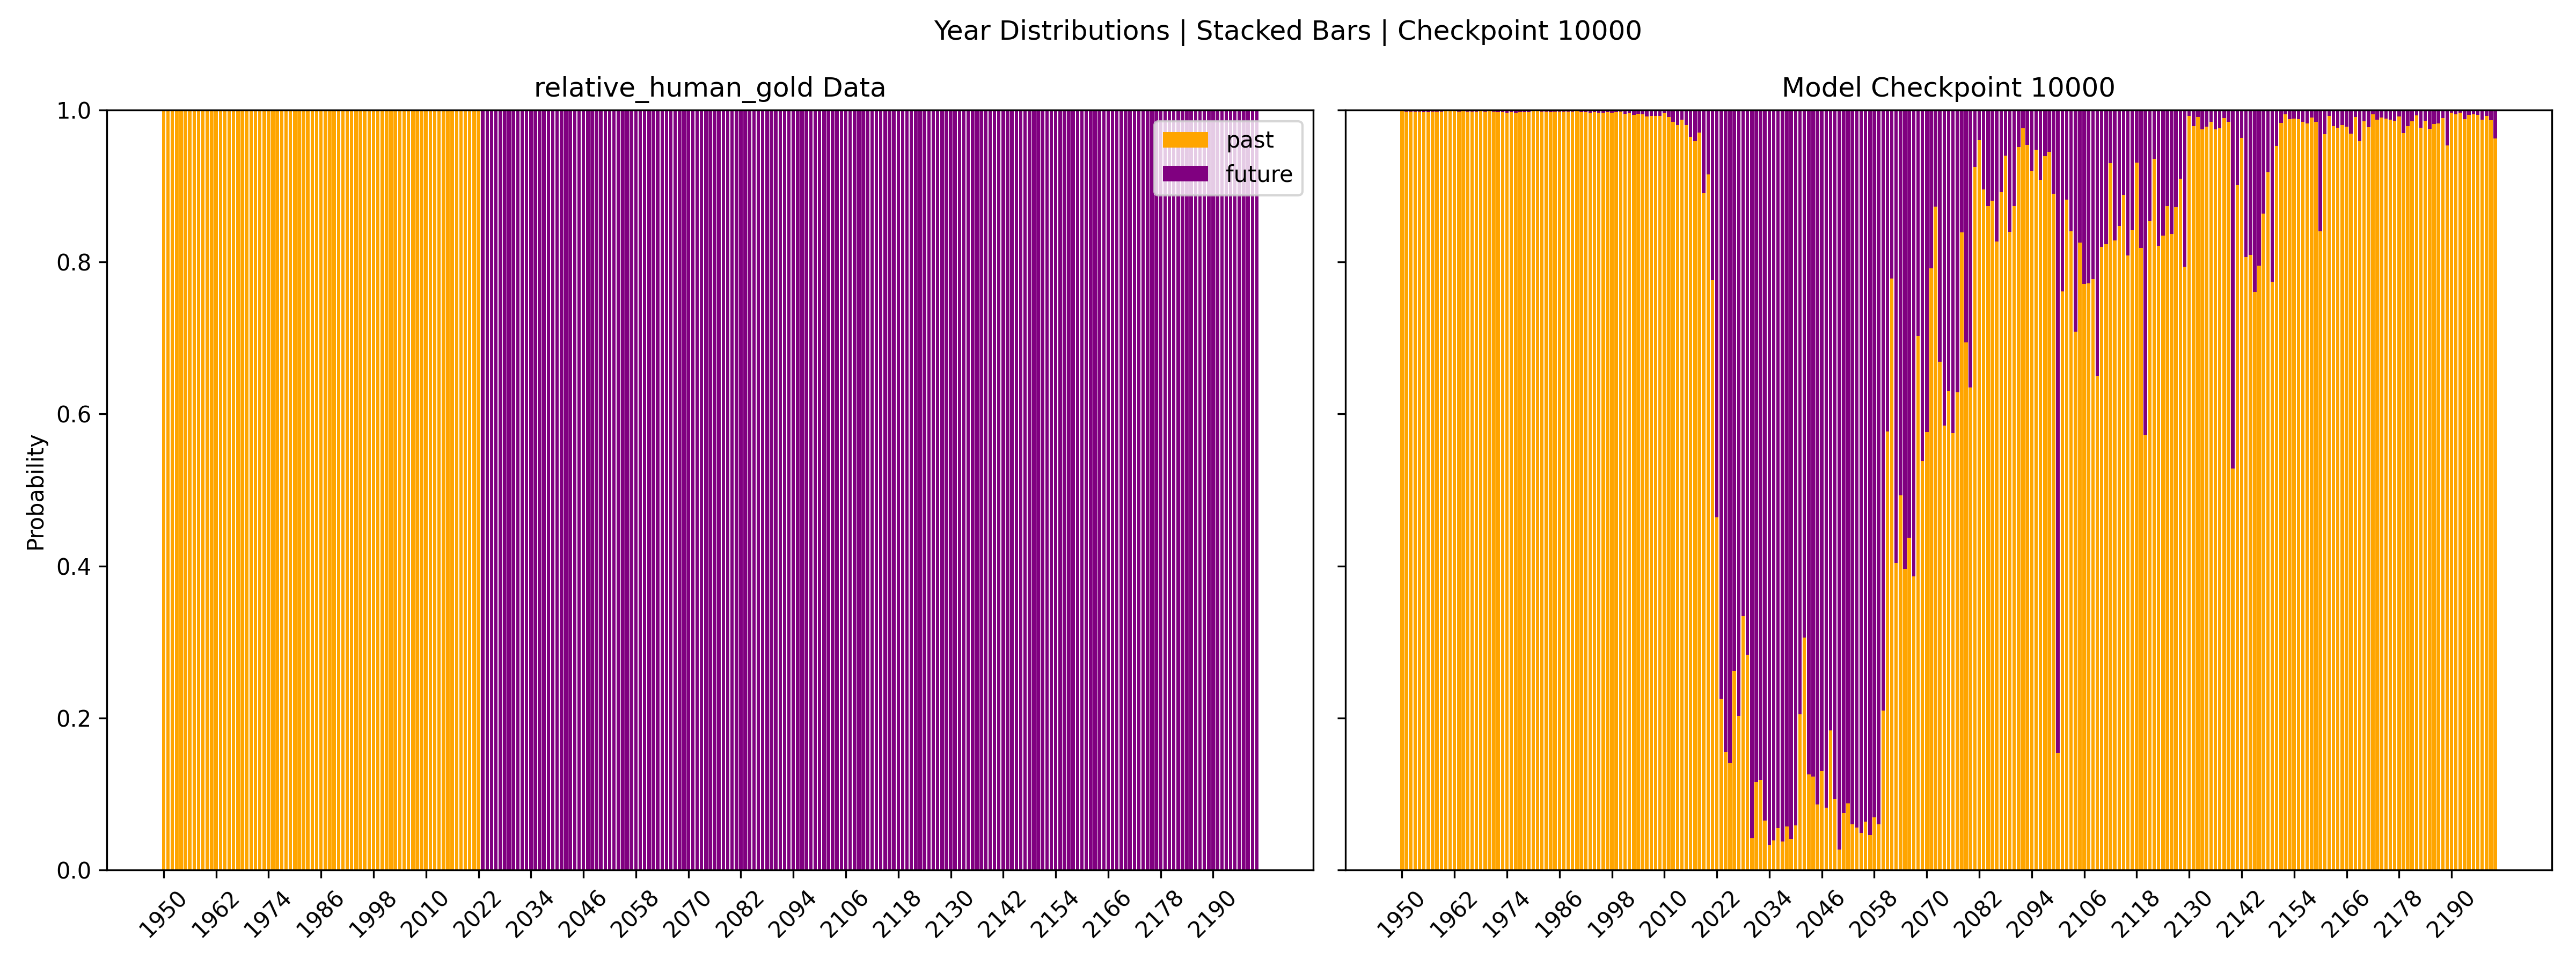 Year Distributions | Stacked Bars | Checkpoint 10000
relative_human_gold Data
past
future
Probability
1.0
0.8
0.6
0.4
0.2
0.0
1950 1962 1974 1986 1998 2010 2022 2034 2046 2058 2070 2082 2094 2106 2118 2130 2142 2154 2166 2178 2190
Model Checkpoint 10000
1950 1962 1974 1986 1998 2010 2022 2034 2046 2058 2070 2082 2094 2106 2118 2130 2142 2154 2166 2178 2190